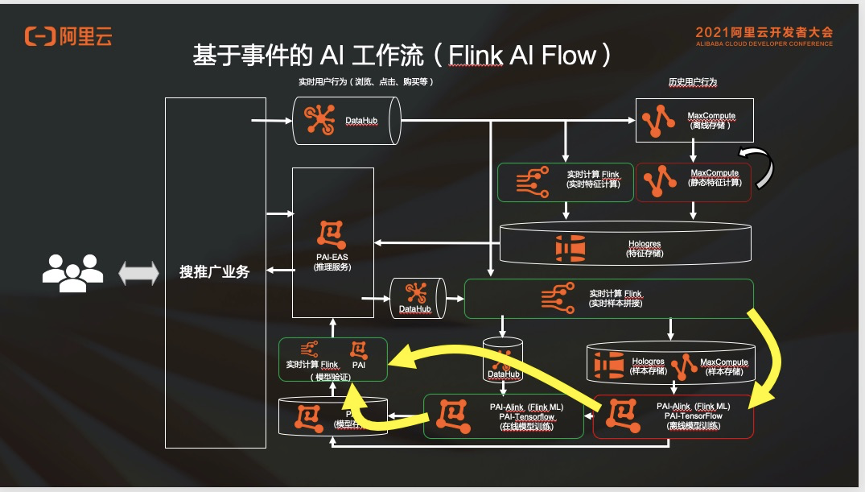 阿里云
2021阿里云开发者大会
ALIBABA CLOUD DEVELOPER CONFERENCE
基于事件的 AI 工作流（Flink AI Flow）
实时用户行为（浏览、点击、购买等）
历史用户行为
DataHub
MaxCompute
（离线存储）
实时计算 Flink
（实时特征计算）
MaxCompute
（静态特征计算）
PAI-EAS
（推理服务）
Hologres
（特征存储）
搜推广业务
DataHub
实时计算 Flink
（实时样本拼接）
实时计算 Flink
PAI
（模型验证）
DataHub
Hologres
（样本存储）
MaxCompute
（样本存储）
PAI-Alink (Flink ML)
PAI-Tensorflow
（在线模型训练）
PAI-Alink (Flink ML)
PAI-TensorFlow
（离线模型训练）